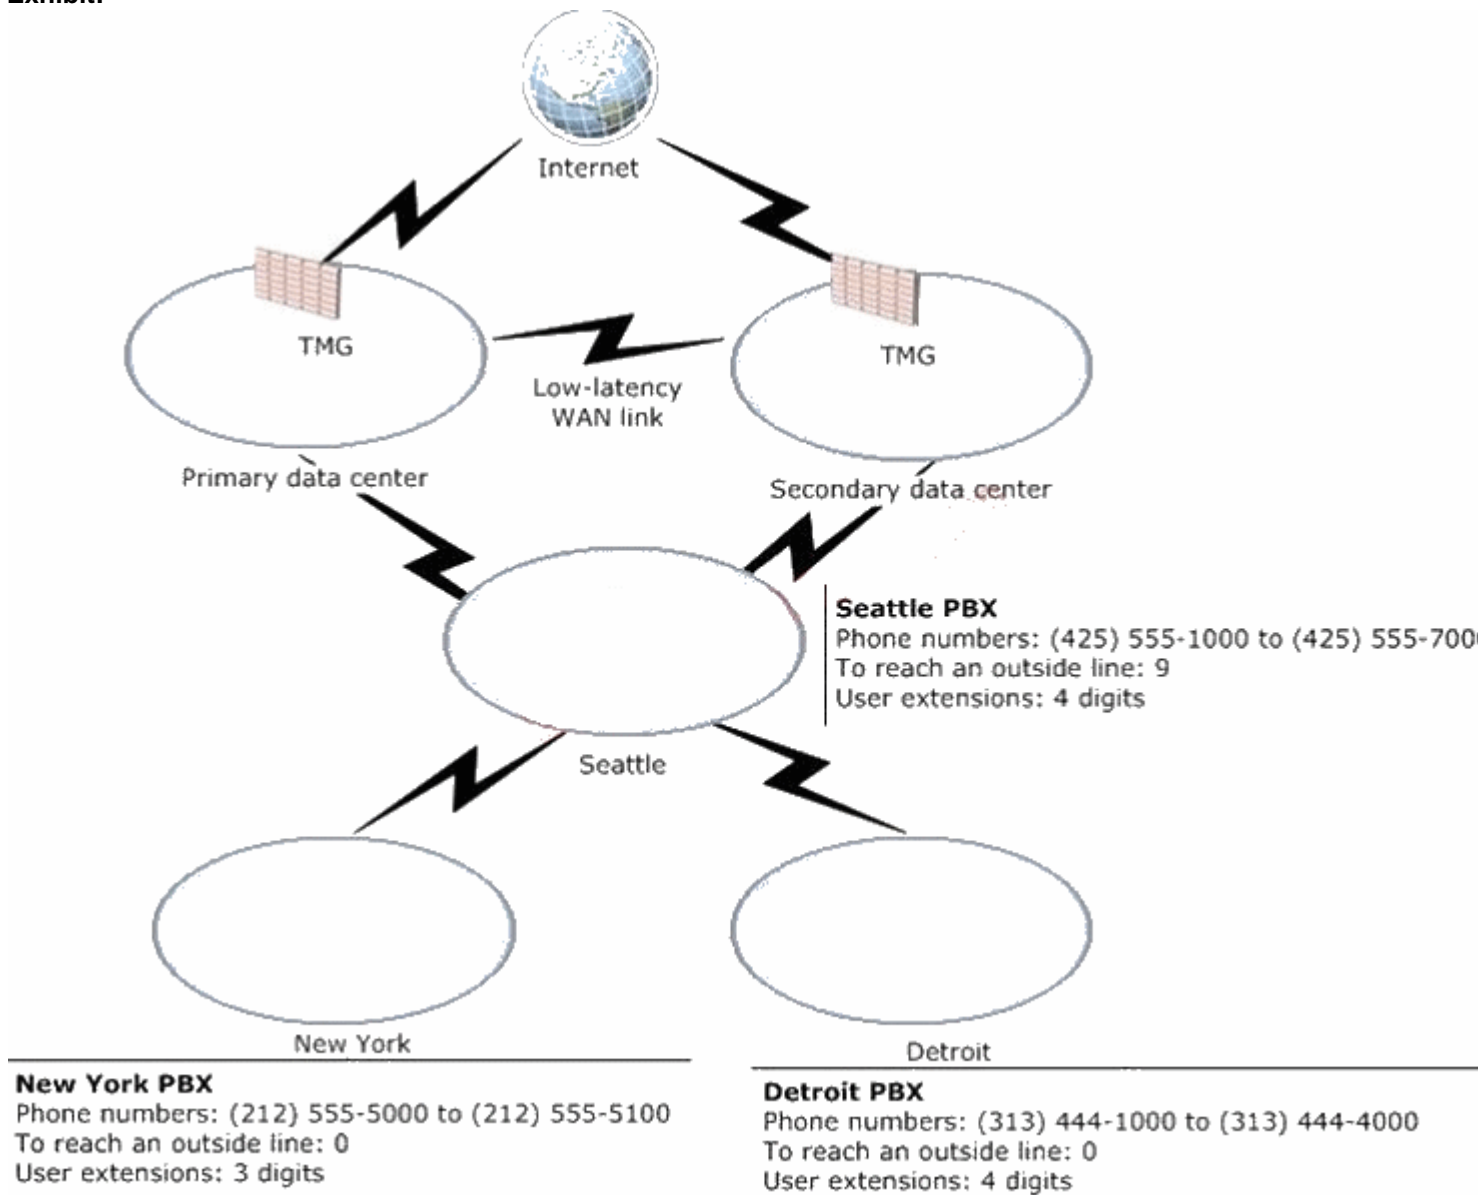 Exhibit:
Internet
TMG
TMG
Low-latency
WAN link
Primary data center
Secondary data center
Seattle PBX
Phone numbers: (425) 555-1000 to (425) 555-700
To reach an outside line: 9
User extensions: 4 digits
Seattle
New York
Detroit
New York PBX
Phone numbers: (212) 555-5000 to (212) 555-5100
To reach an outside line: 0
User extensions: 3 digits
Detroit PBX
Phone numbers: (313) 444-1000 to (313) 444-4000
To reach an outside line: 0
User extensions: 4 digits